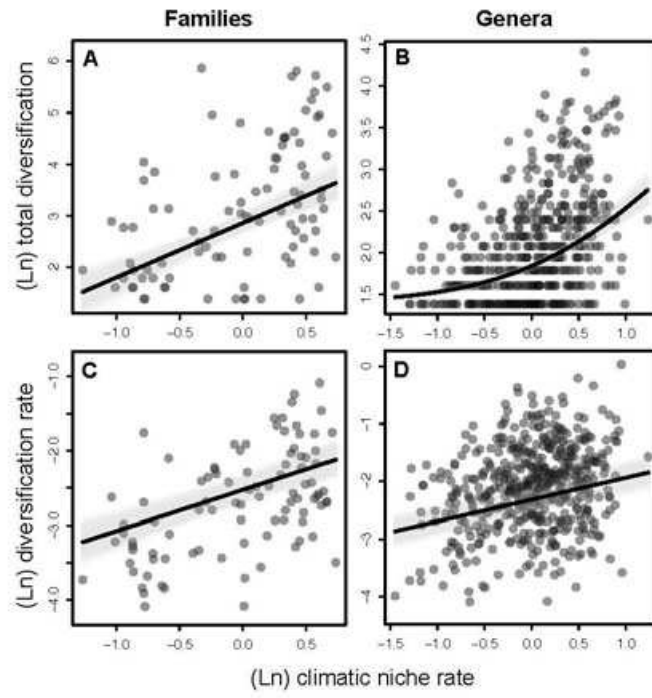 Families Genera
A B
(Ln) total diversification
6
5
4
3
2
4.5
4.0
3.5
3.0
2.5
2.0
1.5
−1.0 −0.5 0.0 0.5
−1.5 −1.0 −0.5 0.0 0.5 1.0
C D
(Ln) diversification rate
−1.0
−2.0
−3.0
−4.0
0
−1
−2
−3
−4
−1.0 −0.5 0.0 0.5
−1.5 −1.0 −0.5 0.0 0.5 1.0
(Ln) climatic niche rate